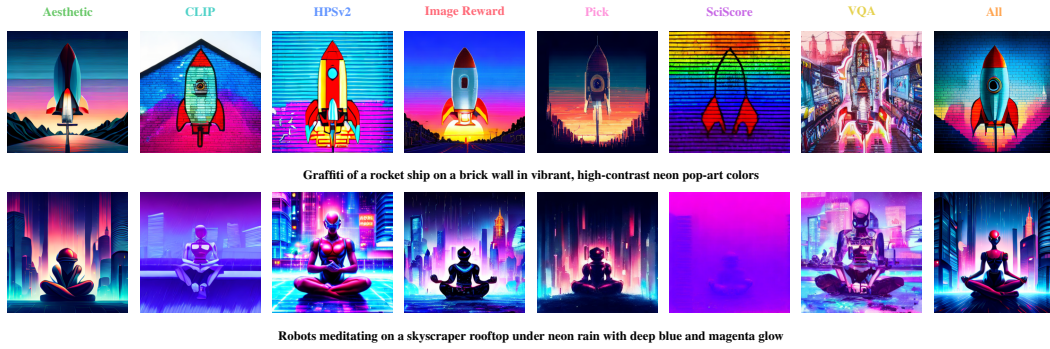 Aesthetic CLIP HPSv2 Image Reward Pick SciScore VQA All
Graffiti of a rocket ship on a brick wall in vibrant, high-contrast neon pop-art colors
Robots meditating on a skyscraper rooftop under neon rain with deep blue and magenta glow